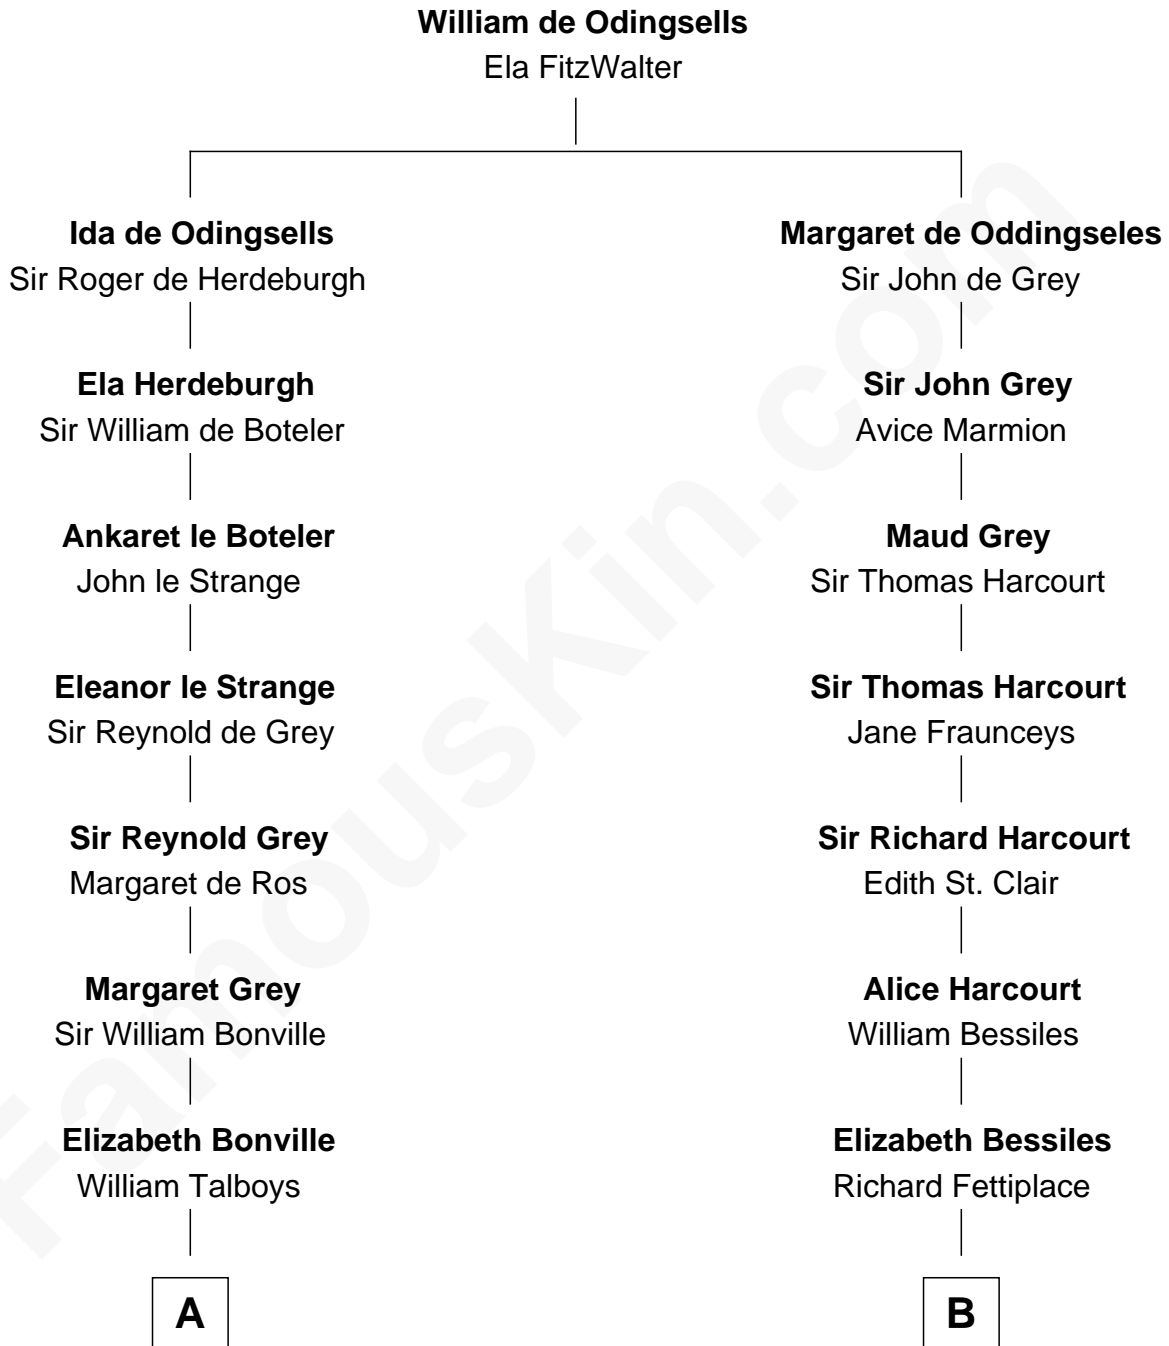 William de Odingsells
Ela FitzWalter
Ida de Odingsells
Sir Roger de Herdeburgh
Ela Herdeburgh
Sir William de Boteler
Ankaret le Boteler
John le Strange
Eleanor le Strange
Sir Reynold de Grey
Sir Reynold Grey
Margaret de Ros
Margaret Grey
Sir William Bonville
Elizabeth Bonville
William Talboys
A
Margaret de Oddingseles
Sir John de Grey
Sir John Grey
Avice Marmion
Maud Grey
Sir Thomas Harcourt
Sir Thomas Harcourt
Jane Fraunceys
Sir Richard Harcourt
Edith St. Clair
Alice Harcourt
William Bessiles
Elizabeth Bessiles
Richard Fettiplace
B
FamousKin.com